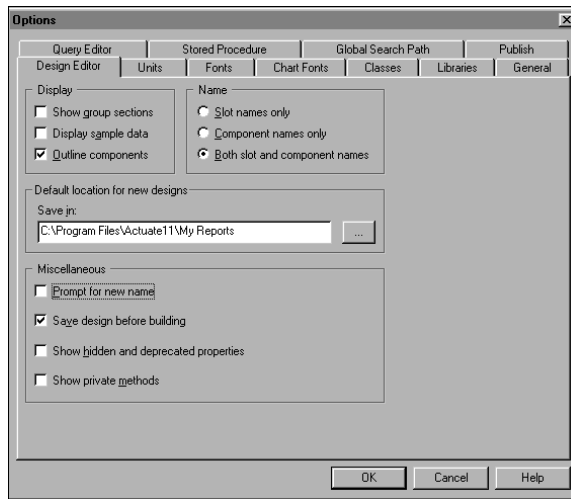 Options
Query Editor Stored Procedure Global Search Path Publish
Design Editor Units Fonts Chart Fonts Classes Libraries General
Display
Show group sections
Display sample data
Outline components
Name
Slot names only
Component names only
Both slot and component names
Default location for new designs
Save in:
C:\Program Files\Actuate11\My Reports
...
Miscellaneous
Prompt for new name
Save design before building
Show hidden and deprecated properties
Show private methods
OK Cancel Help